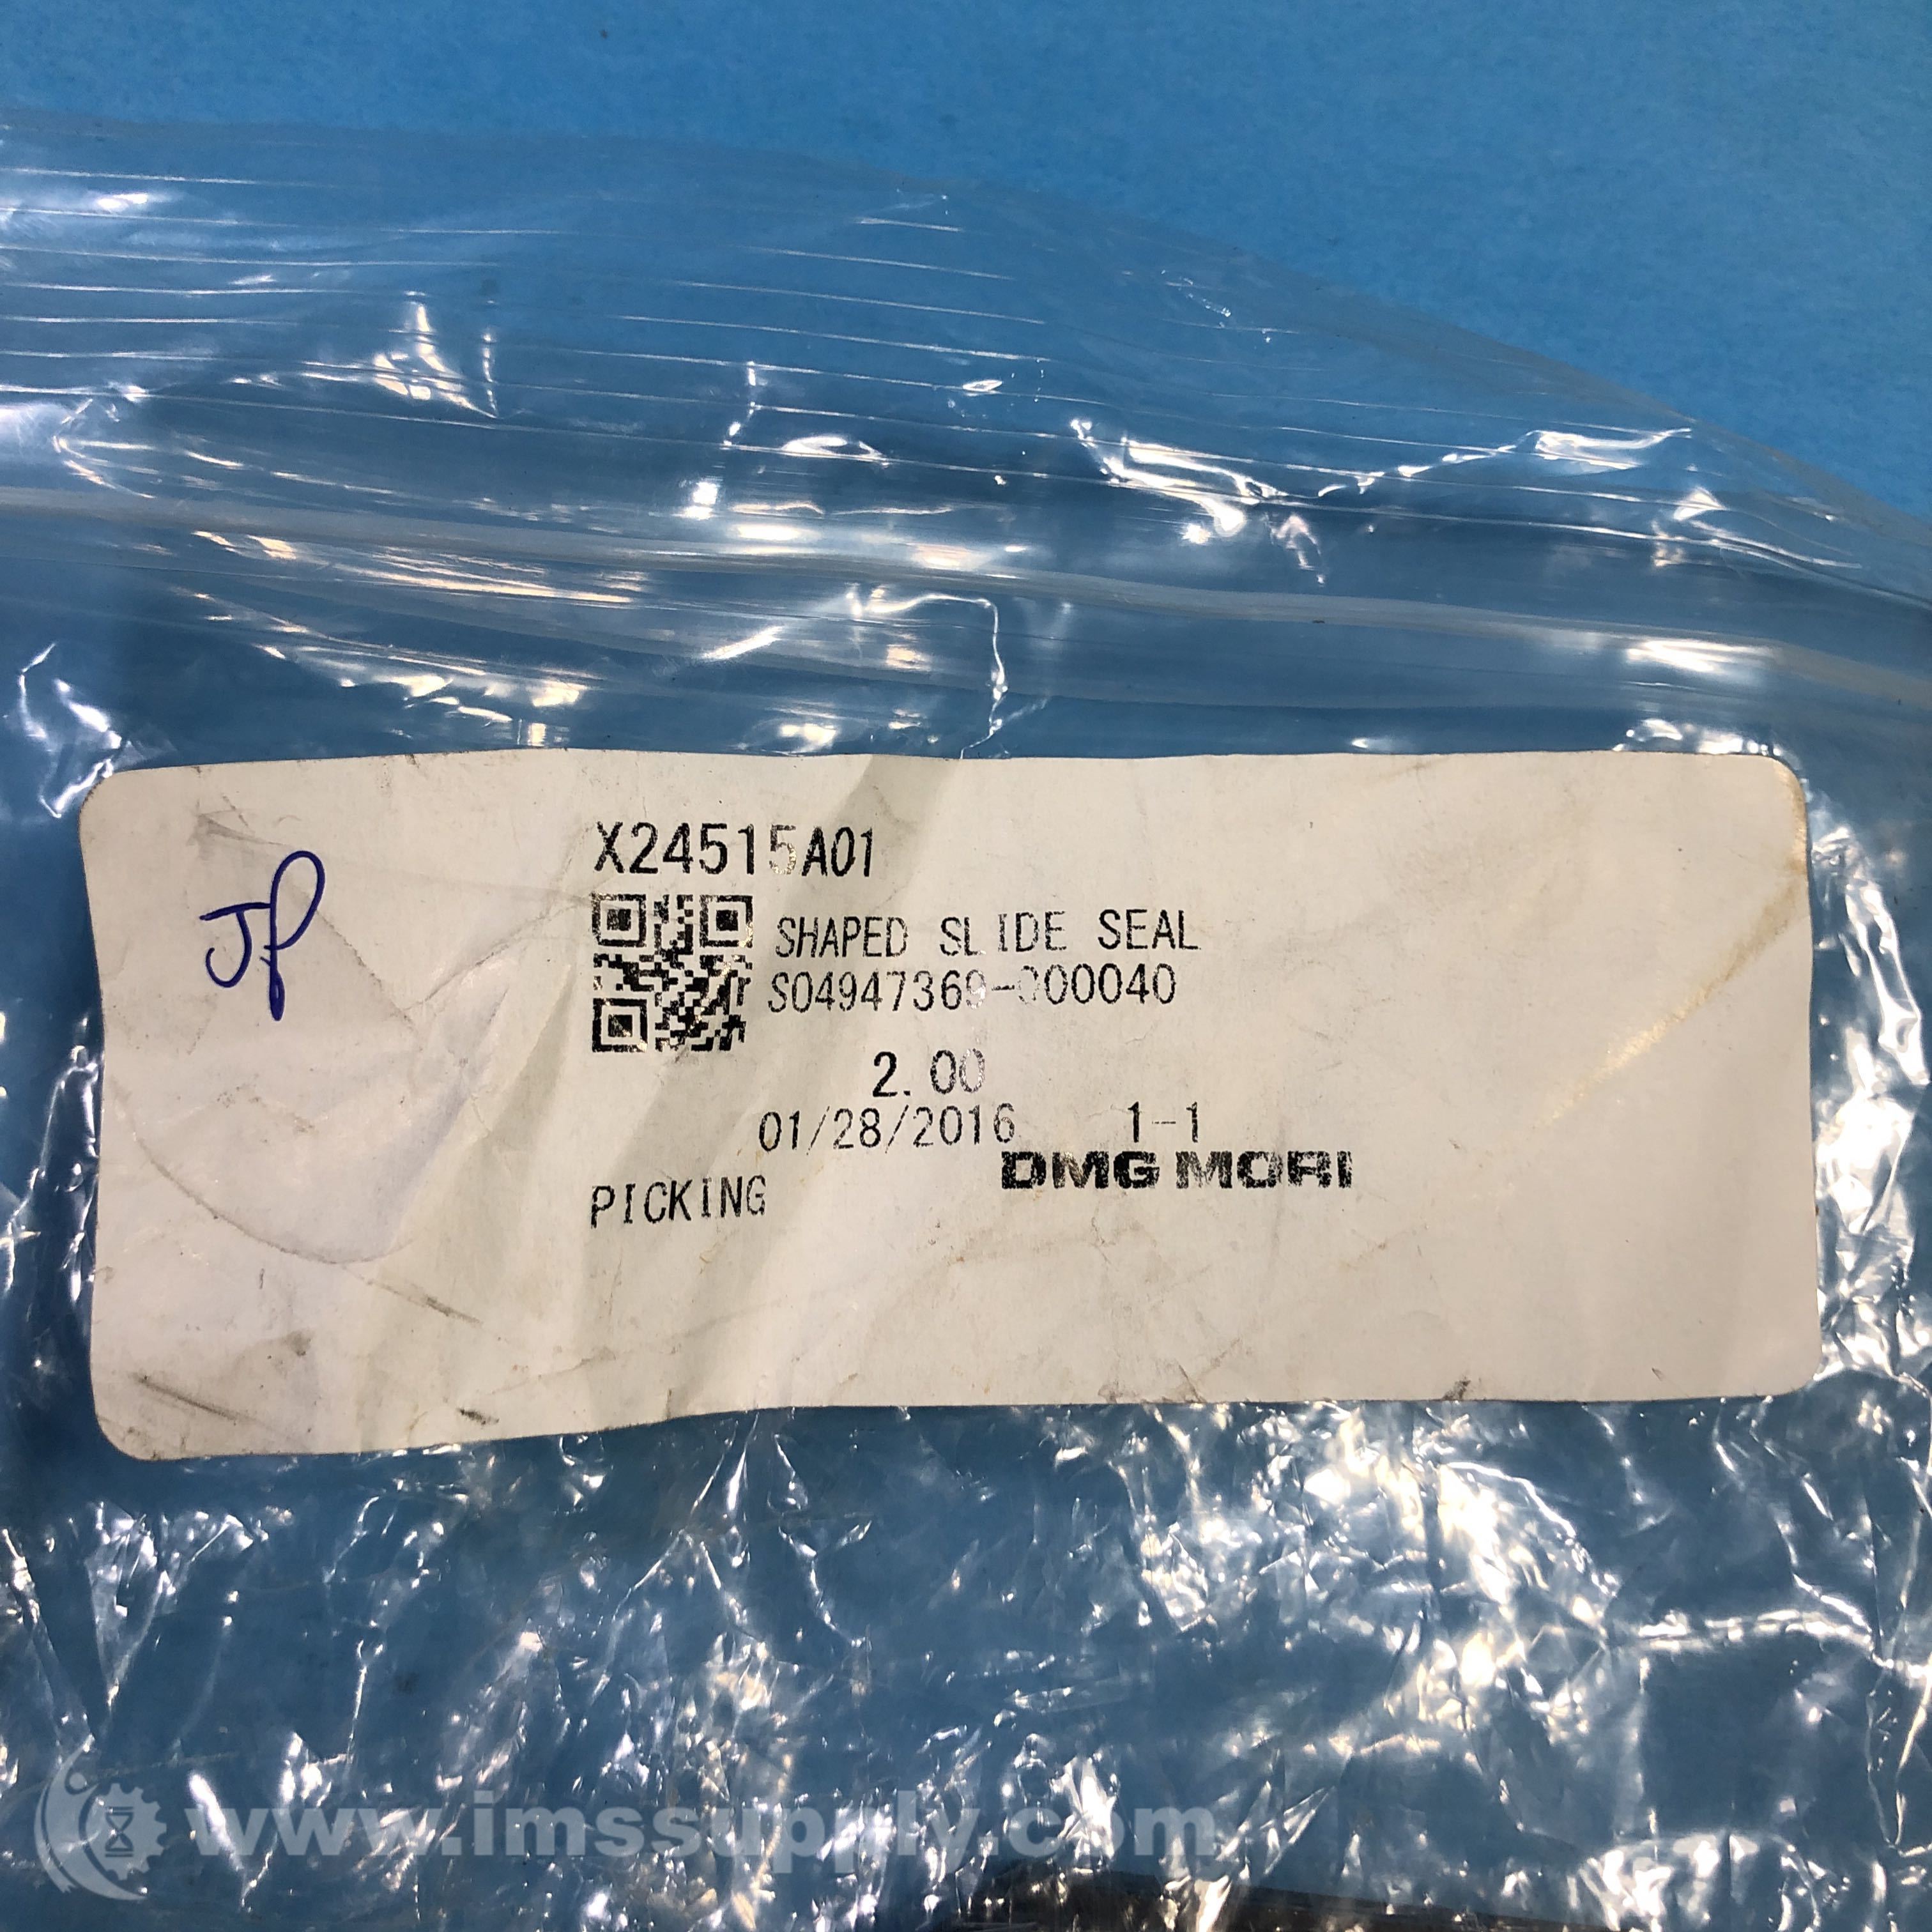 X24515A01
JP
SHAPED SLIDE SEAL
S04947369-000040
2.00
01/28/2016 1-1
DMG MORI
PICKING
www.imssupply.com